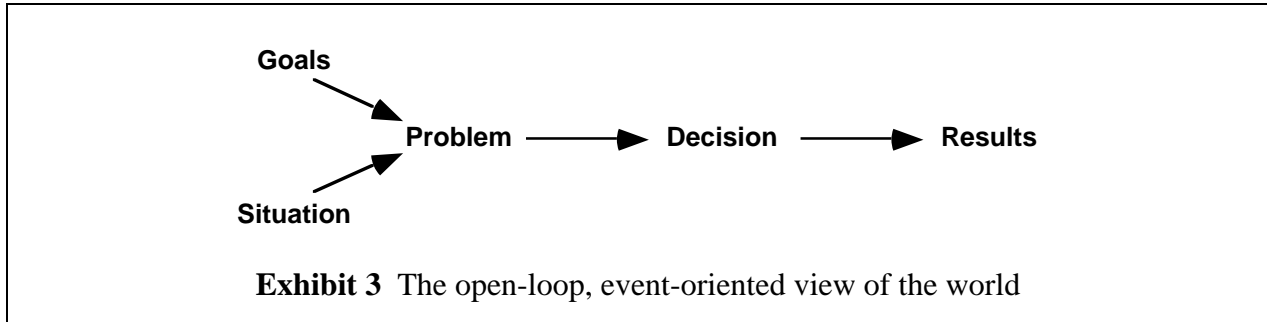 Goals
Problem Decision Results
Situation
Exhibit 3 The open-loop, event-oriented view of the world